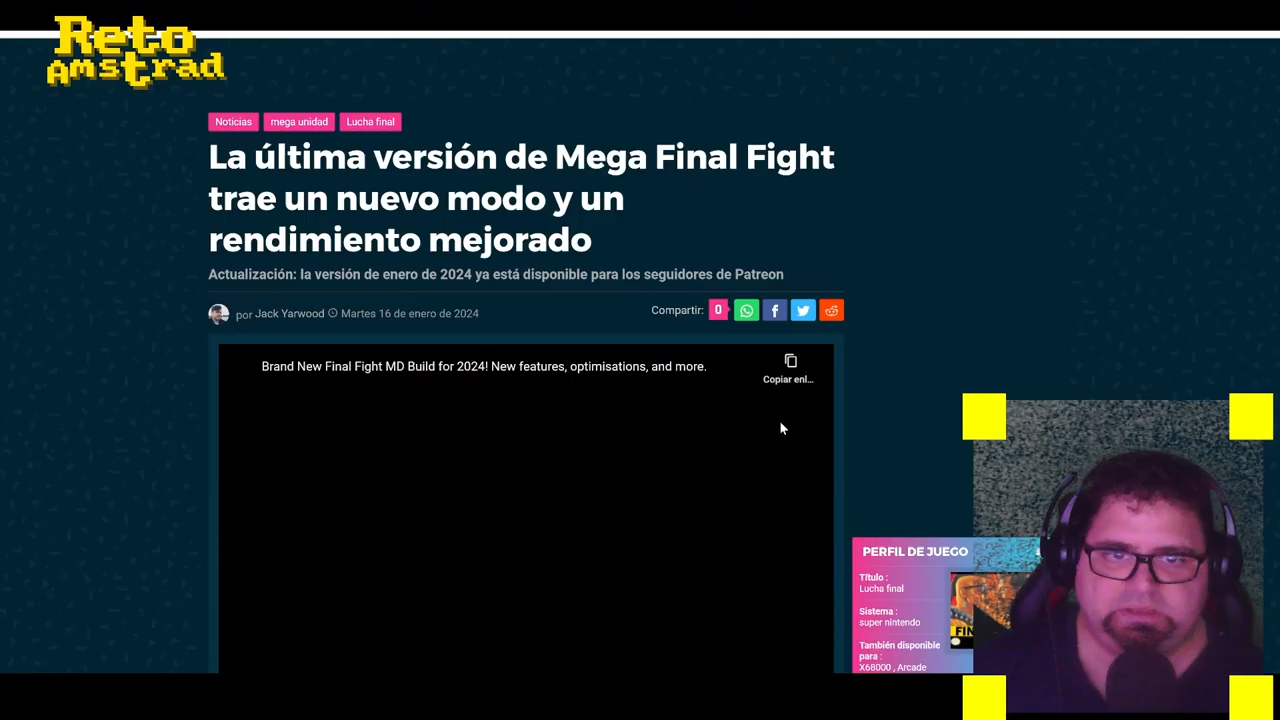 Reto
Amstrad
Noticias
mega unidad
Lucha final
La última versión de Mega Final Fight
trae un nuevo modo y un
rendimiento mejorado
Actualización: la versión de enero de 2024 ya está disponible para los seguidores de Patreon
por Jack Yarwood Martes 16 de enero de 2024
Compartir: 0
Brand New Final Fight MD Build for 2024! New features, optimisations, and more.
Copiar enl...
PERFIL DE JUEGO
Título :
Lucha final
Sistema :
super nintendo
También disponible
para :
X68000 , Arcade